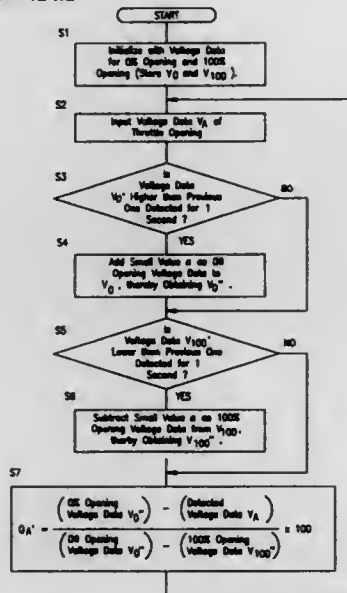 START
S1
Initialize with Voltage Data
for 0% Opening and 100%
Opening (Store V0 and V100).
S2
Input Voltage Data VA of
Throttle Opening
S3
Is
Voltage Data
V0' Higher than Previous
One Detected for 1
Second ?
NO
YES
S4
Add Small Value a as 0%
Opening Voltage Data to
V0, thereby Obtaining V0".
S5
Is
Voltage Data V100'
Lower than Previous One
Detected for 1
Second ?
NO
YES
S6
Subtract Small Value a as 100%
Opening Voltage Data from V100,
thereby Obtaining V100".
S7
(0% Opening Voltage Data V0") - (Detected Voltage Data VA)
θA' = × 100
(0% Opening Voltage Data V0") - (100% Opening Voltage Data V100")